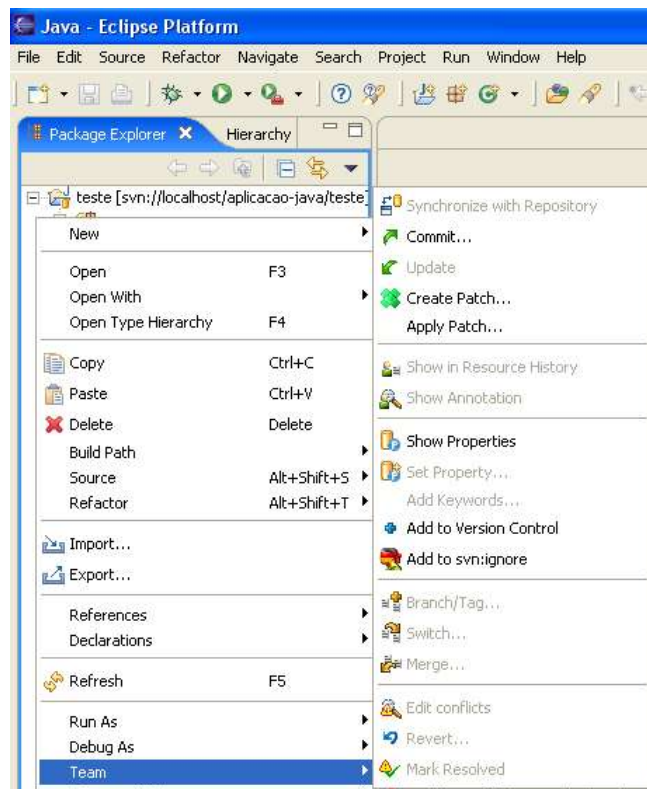 Java - Eclipse Platform
File Edit Source Refactor Navigate Search Project Run Window Help
Package Explorer Hierarchy
teste [svn://localhost/aplicacao-java/teste]
New
Open F3
Open With
Open Type Hierarchy F4
Copy Ctrl+C
Paste Ctrl+V
Delete Delete
Build Path
Source Alt+Shift+S
Refactor Alt+Shift+T
Import...
Export...
References
Declarations
Refresh F5
Run As
Debug As
Team
Synchronize with Repository
Commit...
Update
Create Patch...
Apply Patch...
Show in Resource History
Show Annotation
Show Properties
Set Property...
Add Keywords...
Add to Version Control
Add to svn:ignore
Branch/Tag...
Switch...
Merge...
Edit conflicts
Revert...
Mark Resolved